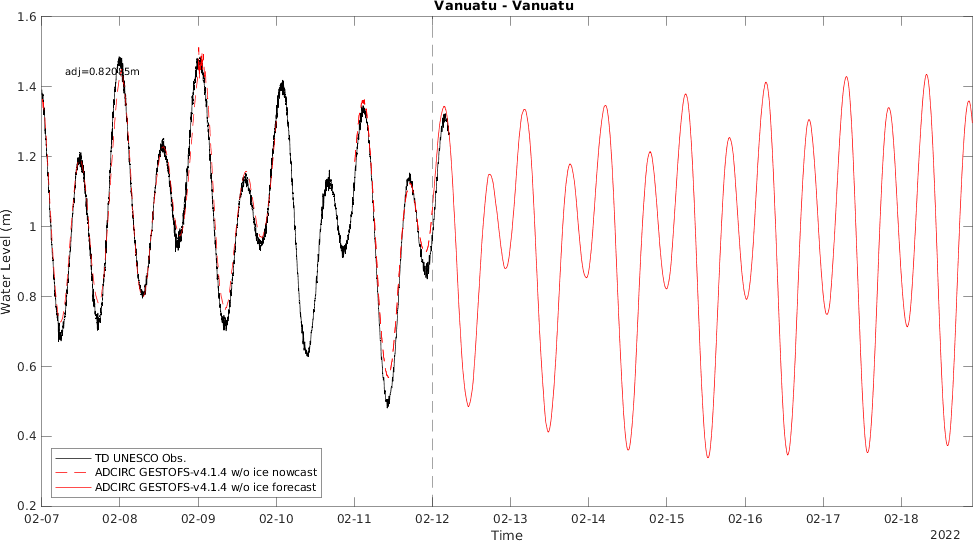 Vanuatu - Vanuatu
1.6
1.4
1.2
1
0.8
0.6
0.4
0.2
Water Level (m)
adj=0.82085m
TD UNESCO Obs.
ADCIRC GESTOFS-v4.1.4 w/o ice nowcast
ADCIRC GESTOFS-v4.1.4 w/o ice forecast
02-07 02-08 02-09 02-10 02-11 02-12 02-13 02-14 02-15 02-16 02-17 02-18
Time
2022